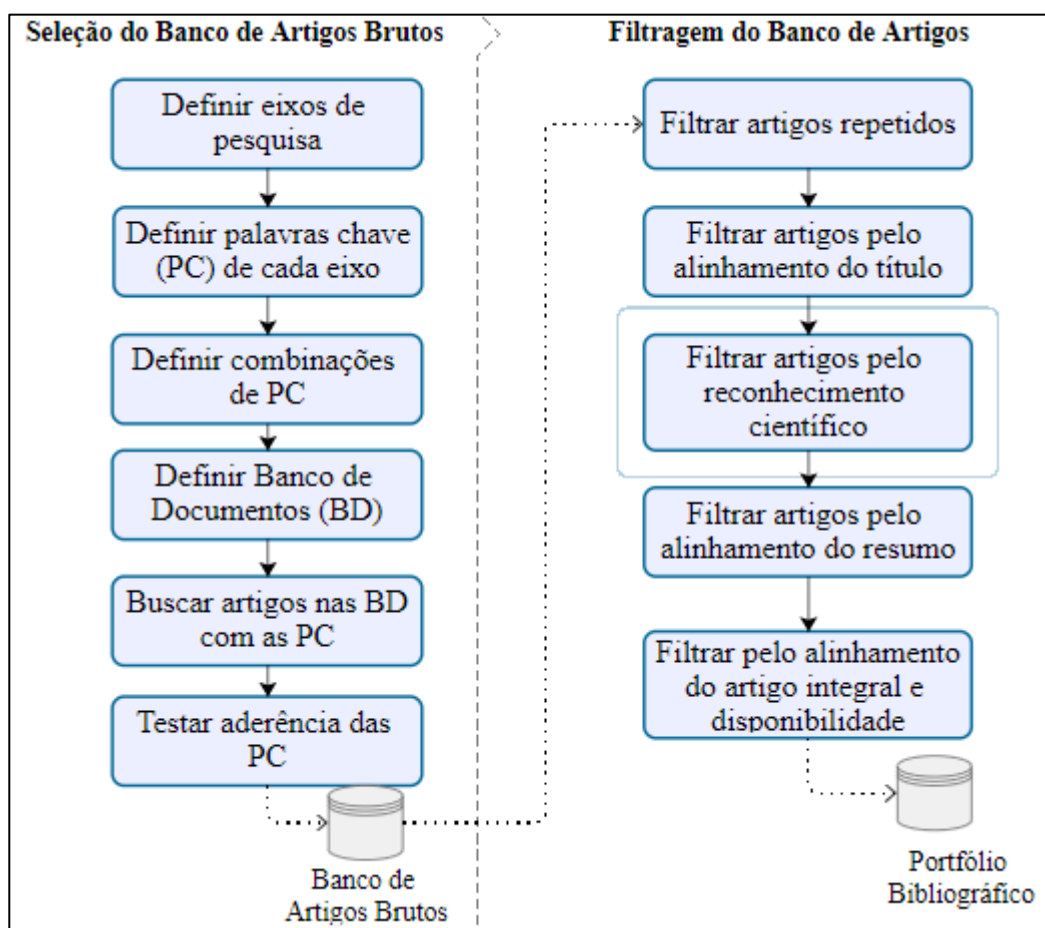 Seleção do Banco de Artigos Brutos
Definir eixos de
pesquisa
Definir palavras chave
(PC) de cada eixo
Definir combinações
de PC
Definir Banco de
Documentos (BD)
Buscar artigos nas BD
com as PC
Testar aderência das
PC
Banco de
Artigos Brutos
Filtragem do Banco de Artigos
Filtrar artigos repetidos
Filtrar artigos pelo
alinhamento do título
Filtrar artigos pelo
reconhecimento
científico
Filtrar artigos pelo
alinhamento do resumo
Filtrar pelo alinhamento
do artigo integral e
disponibilidade
Portfólio
Bibliográfico